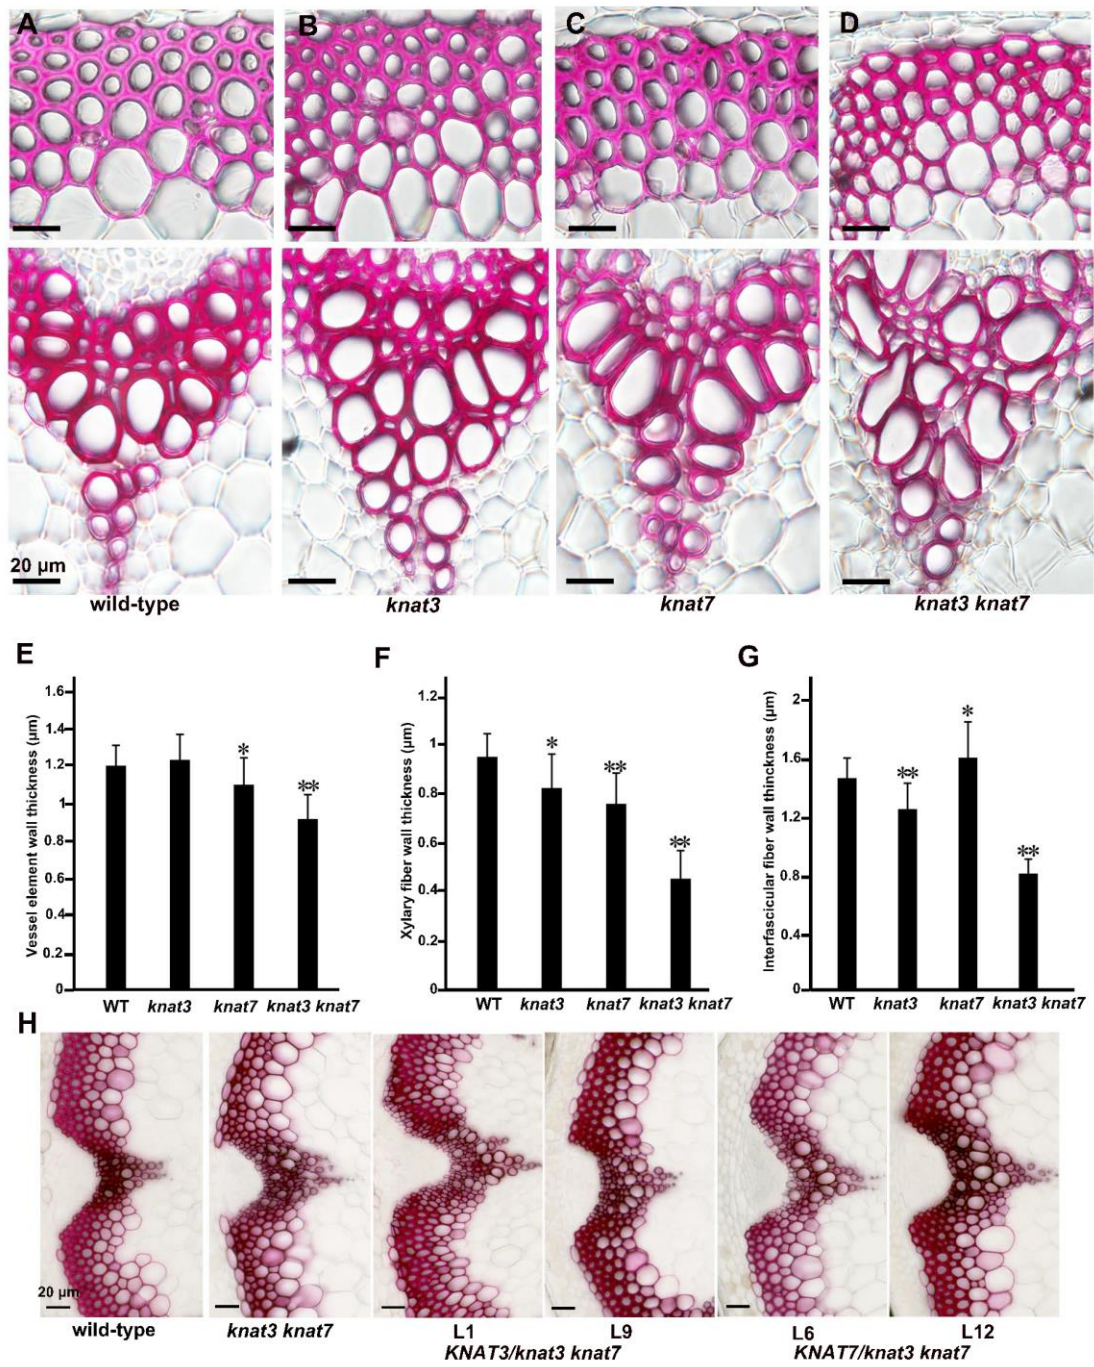 A B C D
20 µm
wild-type knat3 knat7 knat3 knat7
E
Vessel element wall thickness (µm)
1.6
1.4
1.2
1
0.8
0.6
0.4
0.2
0
WT knat3 knat7 knat3 knat7
* **
F
Xylary fiber wall thickness (µm)
1.2
1
0.8
0.6
0.4
0.2
0
WT knat3 knat7 knat3 knat7
* ** **
G
Interfascicular fiber wall thinckness (µm)
2
1.6
1.2
0.8
0.4
0
WT knat3 knat7 knat3 knat7
** * **
H
20 µm
wild-type knat3 knat7 L1 L9 L6 L12
KNAT3/knat3 knat7 KNAT7/knat3 knat7